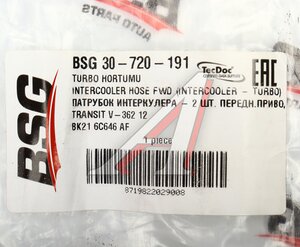 AUTO PARTS
BSG
BSG 30-720-191
TecDoc
EAC
TURBO HORTUMU
INTERCOOLER HOSE FWD (INTERCOOLER - TURBO)
ПАТРУБОК ИНТЕРКУЛЕРА - 2 ШТ. ПЕРЕДН.ПРИВО,
TRANSIT V-362 12
BK21 6C646 AF
1 piece
8719822029008